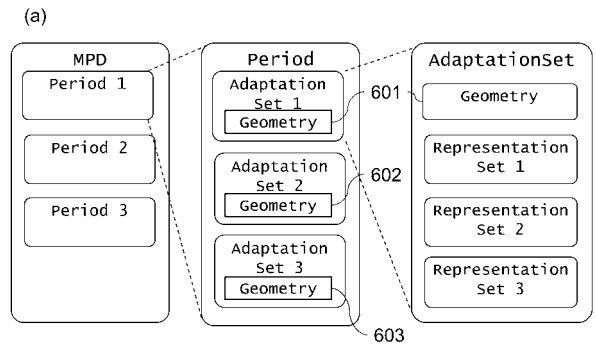 (a)
MPD
Period 1
Period 2
Period 3
Period
Adaptation
Set 1
Geometry
Adaptation
Set 2
Geometry
Adaptation
Set 3
Geometry
601
602
603
AdaptationSet
Geometry
Representation
Set 1
Representation
Set 2
Representation
Set 3